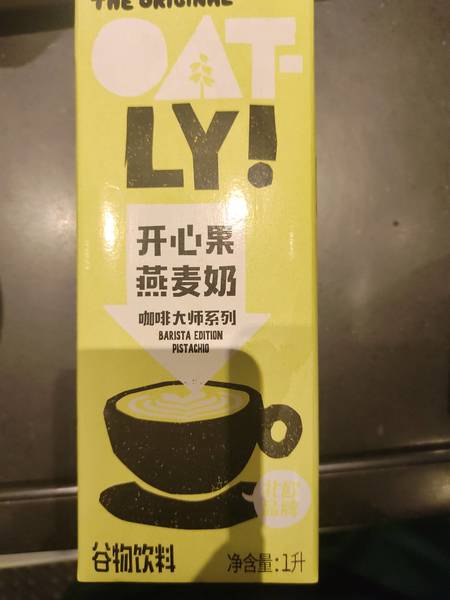 THE ORIGINAL
OAT-
LY!
开心果
燕麦奶
咖啡大师系列
BARISTA EDITION
PISTACHIO
谷物饮料
净含量:1升